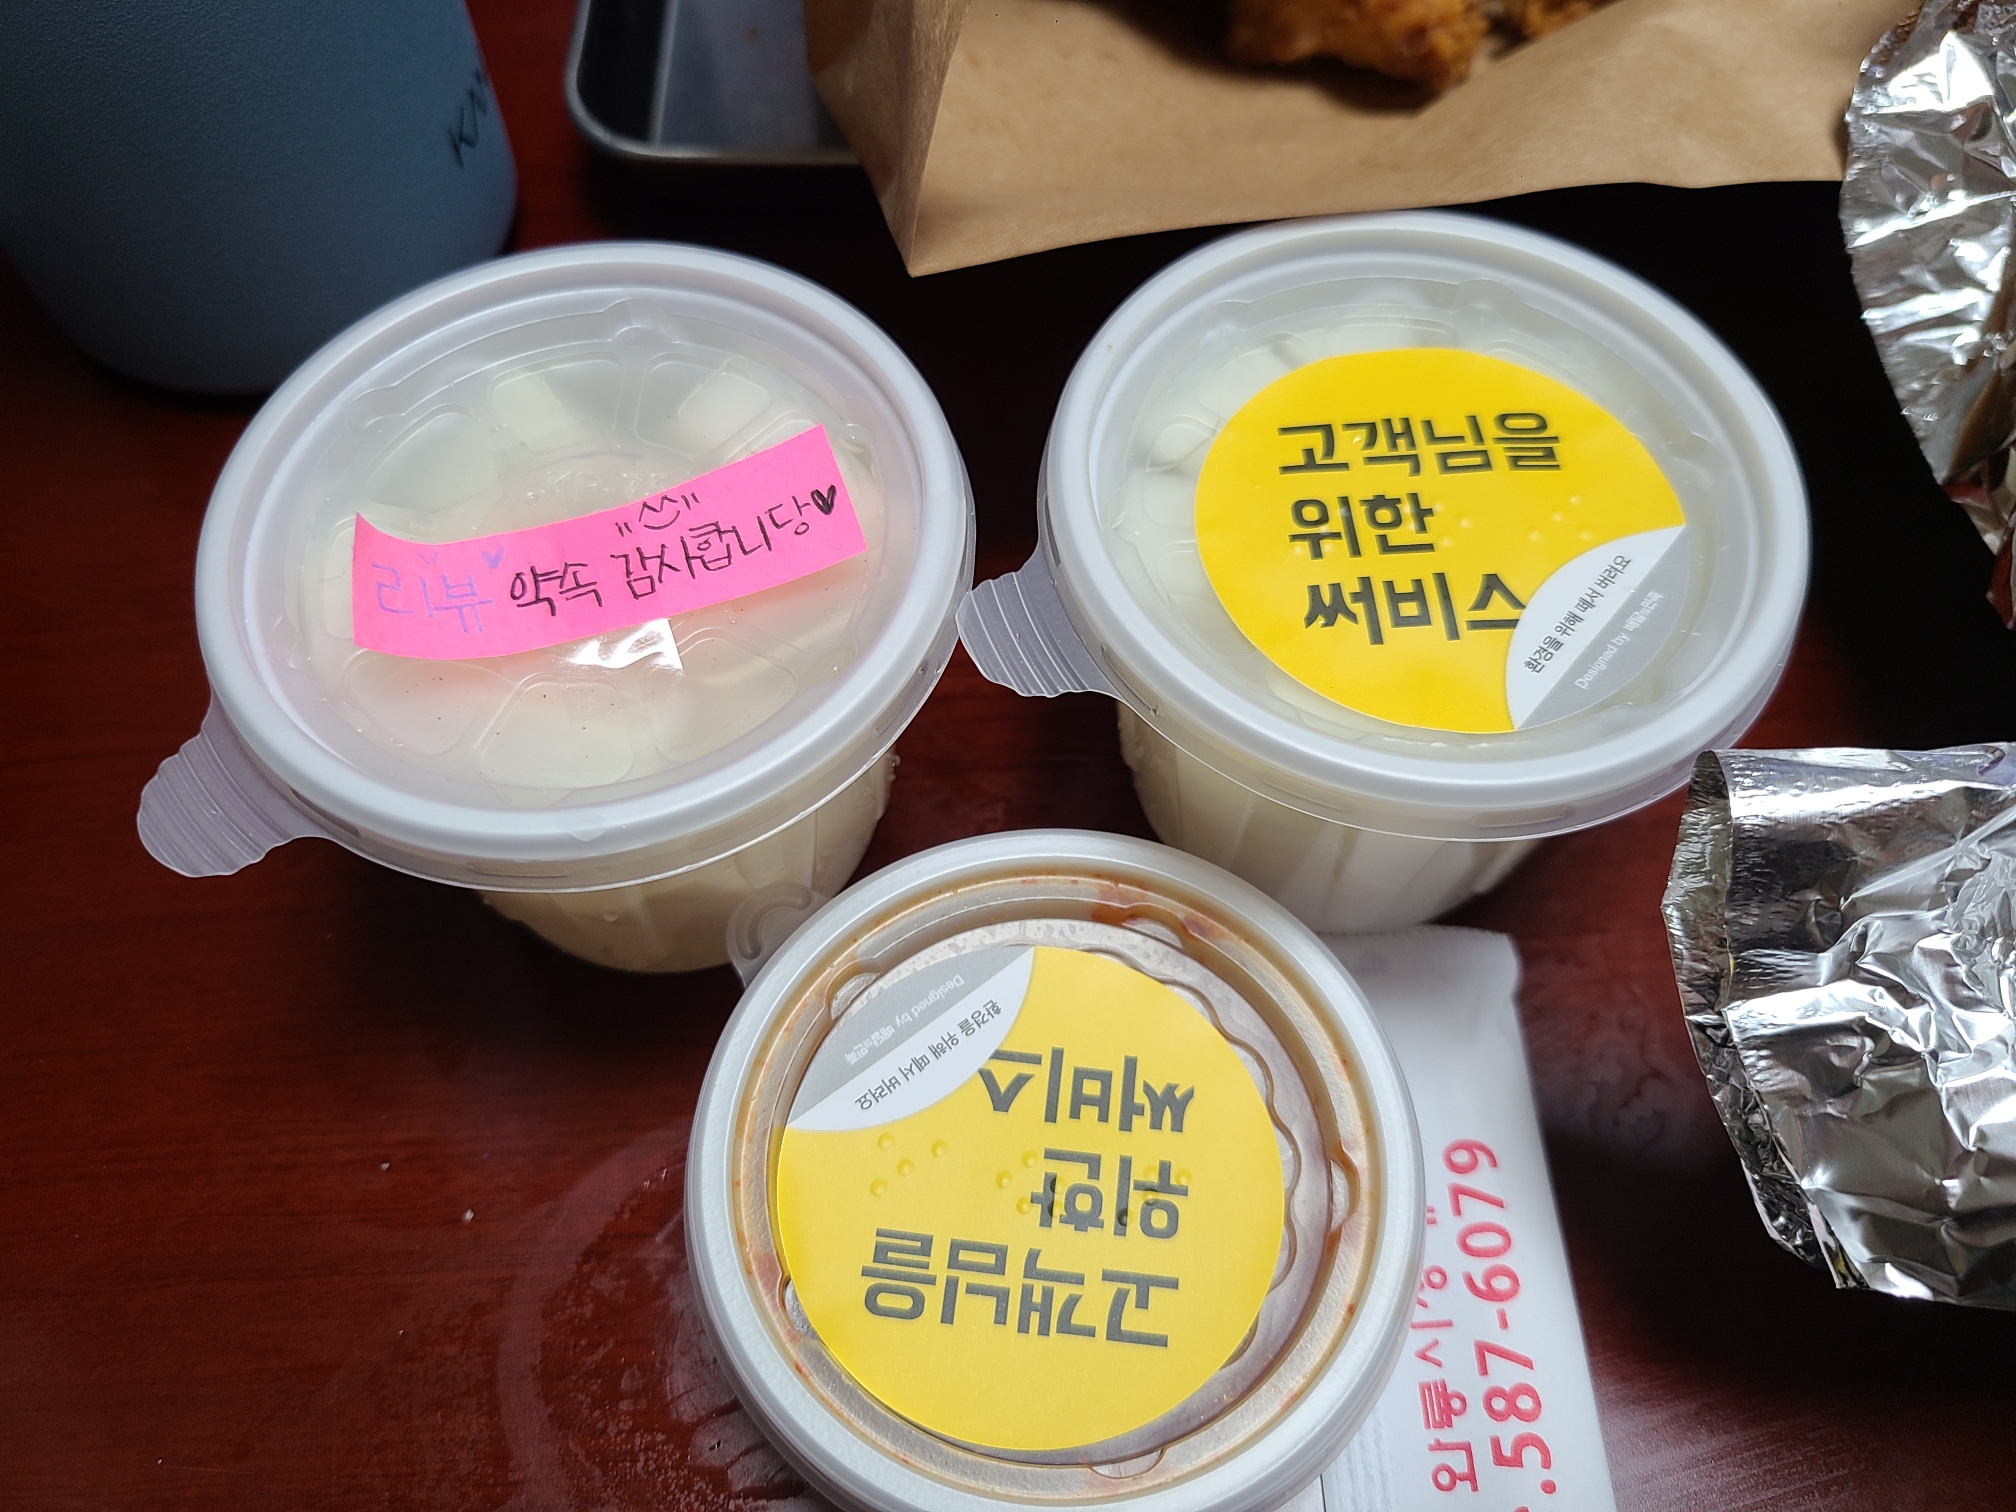 리뷰 약속 감사합니당♥
고객님을
위한
써비스
환경을 위해 떼서 버려요
Designed by 배달의민족
고객님을
위한
써비스
환경을 위해 떼서 버려요
Designed by 배달의민족
587-6079